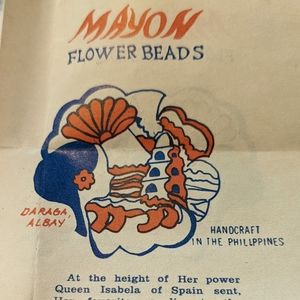 MAYON
FLOWER BEADS
DARAGA,
ALBAY
HANDCRAFT
IN THE PHILIPPINES
At the height of Her power
Queen Isabela of Spain sent,